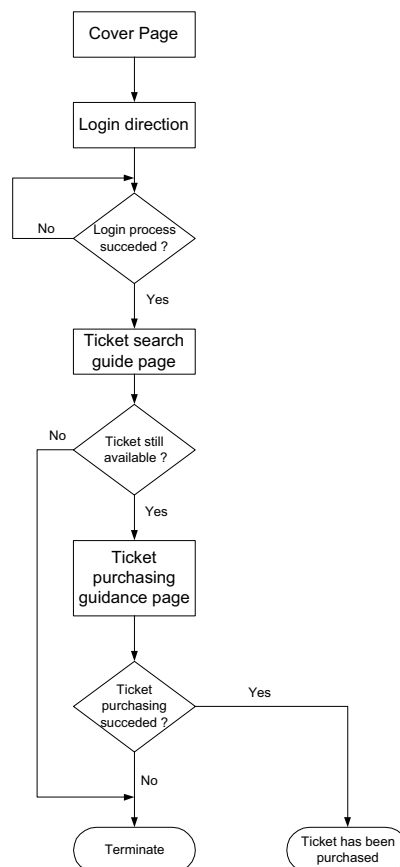 Cover Page
Login direction
No
Login process
succeded ?
Yes
Ticket search
guide page
No
Ticket still
available ?
Yes
Ticket
purchasing
guidance page
Ticket
purchasing
succeded ?
Yes
No
Terminate
Ticket has been
purchased